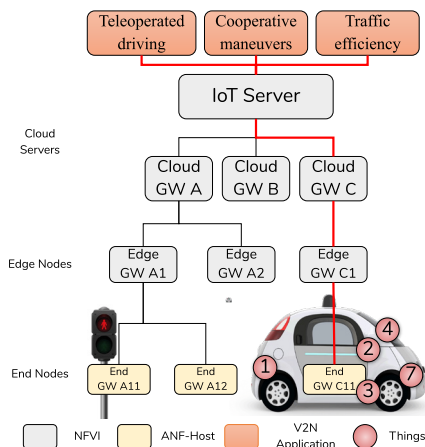 Teleoperated
driving
Cooperative
maneuvers
Traffic
efficiency
IoT Server
Cloud
Servers
Cloud
GW A
Cloud
GW B
Cloud
GW C
Edge Nodes
Edge
GW A1
Edge
GW A2
Edge
GW C1
4
2
1
7
3
End Nodes
End
GW A11
End
GW A12
End
GW C11
NFVI
ANF-Host
V2N
Application
Things